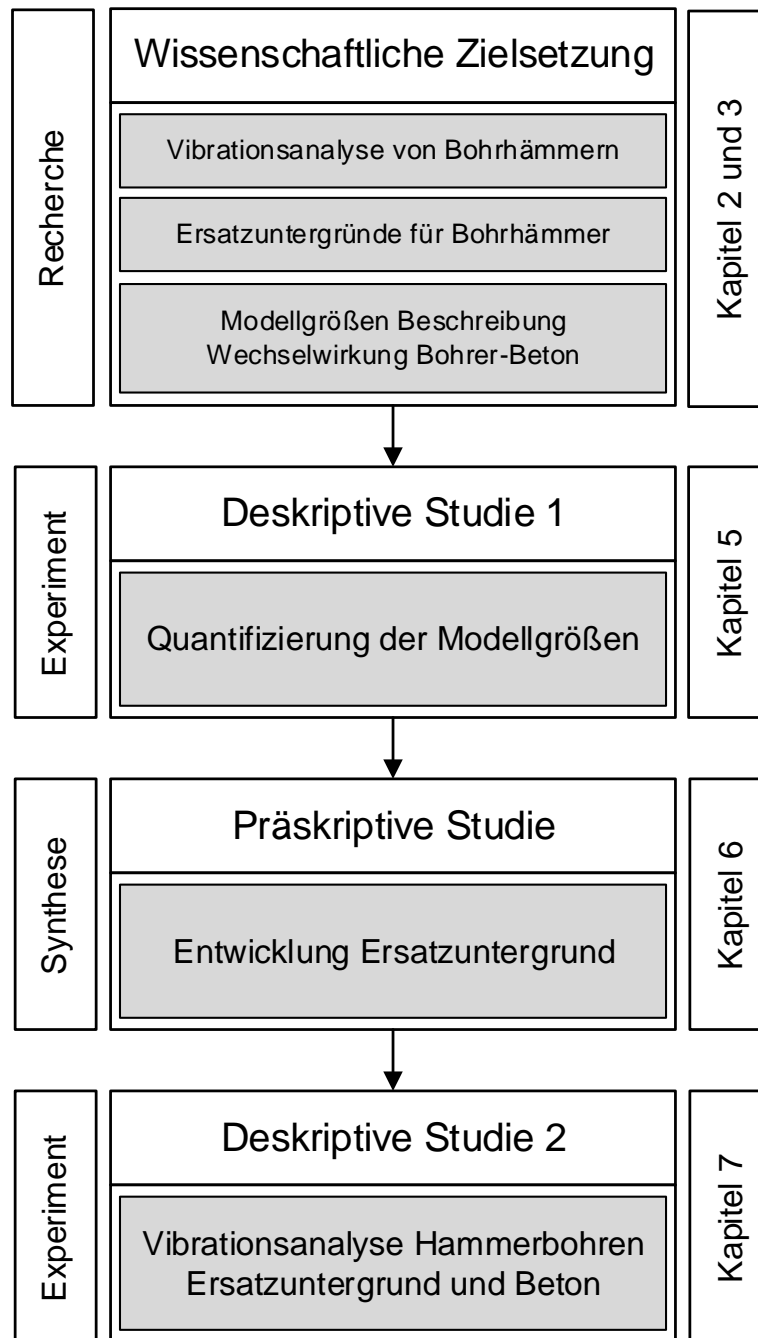 Recherche
Wissenschaftliche Zielsetzung
Vibrationsanalyse von Bohrhämmern
Ersatzuntergründe für Bohrhämmer
Modellgrößen Beschreibung
Wechselwirkung Bohrer-Beton
Kapitel 2 und 3
Experiment
Deskriptive Studie 1
Quantifizierung der Modellgrößen
Kapitel 5
Synthese
Präskriptive Studie
Entwicklung Ersatzuntergrund
Kapitel 6
Experiment
Deskriptive Studie 2
Vibrationsanalyse Hammerbohren
Ersatzuntergrund und Beton
Kapitel 7